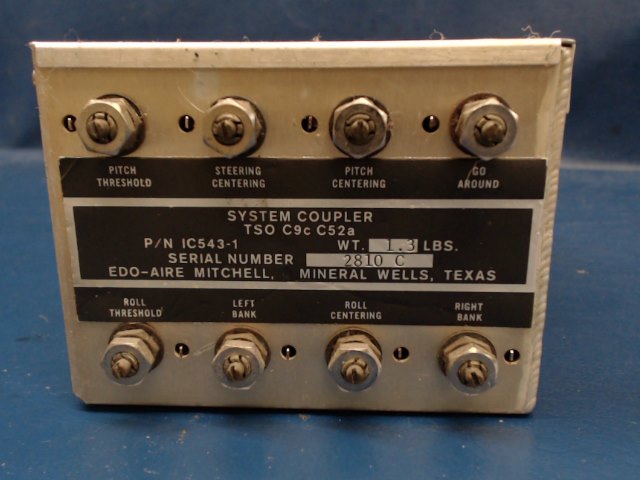 PITCH THRESHOLD
STEERING CENTERING
PITCH CENTERING
GO AROUND
SYSTEM COUPLER
TSO C9c C52a
P/N IC543-1 WT. 1.3 LBS.
SERIAL NUMBER 2810 C
EDO-AIRE MITCHELL, MINERAL WELLS, TEXAS
ROLL THRESHOLD
LEFT BANK
ROLL CENTERING
RIGHT BANK